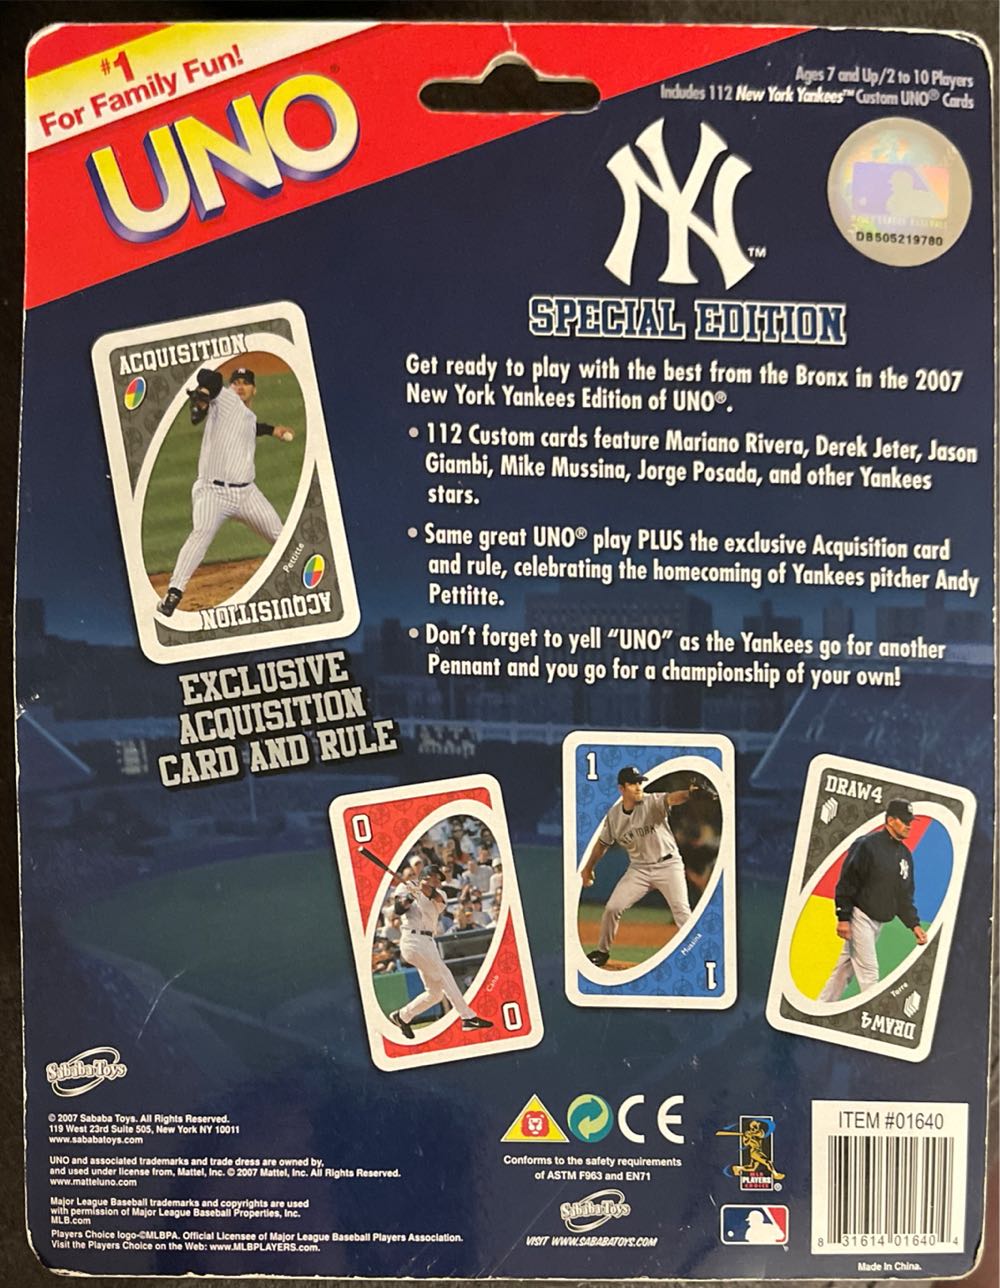 #1
For Family Fun!
UNO®
Ages 7 and Up/2 to 10 Players
Includes 112 New York Yankees™ Custom UNO® Cards
NY™
DB505219780
SPECIAL EDITION
Get ready to play with the best from the Bronx in the 2007
New York Yankees Edition of UNO®.
• 112 Custom cards feature Mariano Rivera, Derek Jeter, Jason
Giambi, Mike Mussina, Jorge Posada, and other Yankees
stars.
• Same great UNO® play PLUS the exclusive Acquisition card
and rule, celebrating the homecoming of Yankees pitcher Andy
Pettitte.
• Don't forget to yell "UNO" as the Yankees go for another
Pennant and you go for a championship of your own!
ACQUISITION
Pettitte
ACQUISITION
EXCLUSIVE
ACQUISITION
CARD AND RULE
0
Cano
0
1
NEW YORK
Mussina
1
DRAW4
Torre
DRAW4
SababaToys
© 2007 Sababa Toys. All Rights Reserved.
119 West 23rd Suite 505, New York NY 10011
www.sababatoys.com
UNO and associated trademarks and trade dress are owned by,
and used under license from, Mattel, Inc. © 2007 Mattel, Inc. All Rights Reserved.
www.matteluno.com
Major League Baseball trademarks and copyrights are used
with permission of Major League Baseball Properties, Inc.
MLB.com
Players Choice logo-©MLBPA. Official Licensee of Major League Baseball Players Association.
Visit the Players Choice on the Web: www.MLBPLAYERS.com.
CE
Conforms to the safety requirements
of ASTM F963 and EN71
SababaToys
VISIT WWW.SABABATOYS.COM
MLB
PLAYERS
CHOICE
®
ITEM #01640
8 31614 01640 4
Made In China.